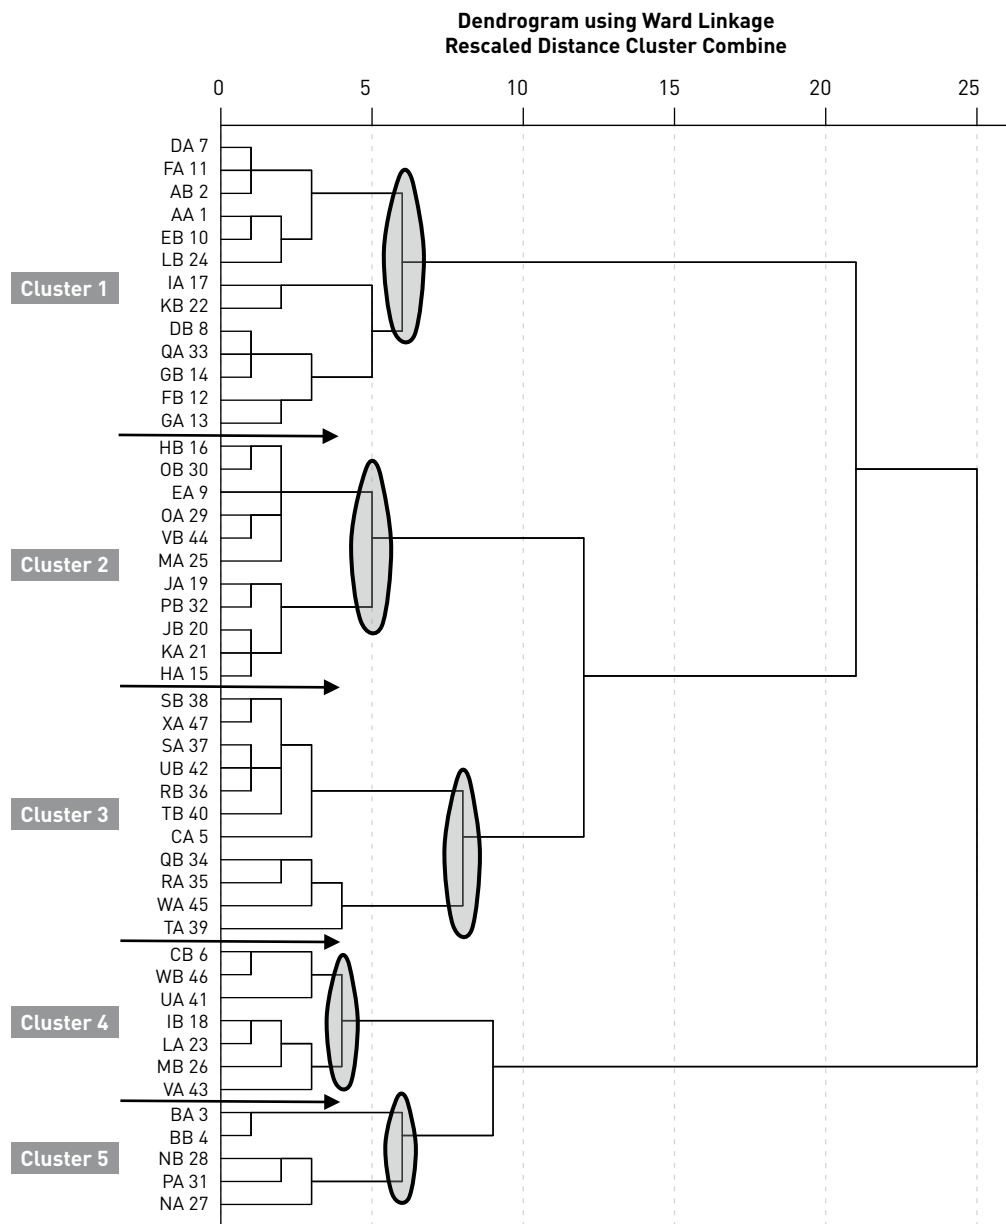 Dendrogram using Ward Linkage
Rescaled Distance Cluster Combine
0 5 10 15 20 25
DA 7
FA 11
AB 2
AA 1
EB 10
LB 24
IA 17
Cluster 1
KB 22
DB 8
QA 33
GB 14
FB 12
GA 13
HB 16
OB 30
EA 9
OA 29
VB 44
MA 25
Cluster 2
JA 19
PB 32
JB 20
KA 21
HA 15
SB 38
XA 47
SA 37
UB 42
RB 36
TB 40
Cluster 3
CA 5
QB 34
RA 35
WA 45
TA 39
CB 6
WB 46
UA 41
IB 18
Cluster 4
LA 23
MB 26
VA 43
BA 3
BB 4
NB 28
Cluster 5
PA 31
NA 27